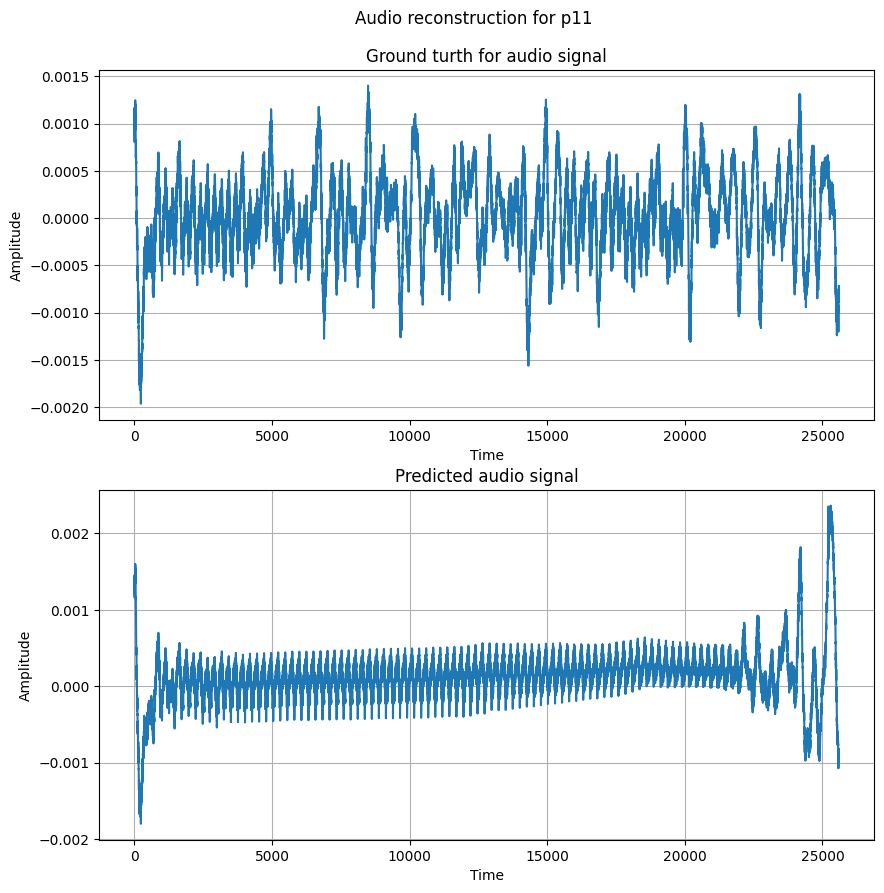 Audio reconstruction for p11
Ground turth for audio signal
0.0015
0.0010
0.0005
0.0000
−0.0005
−0.0010
−0.0015
−0.0020
Amplitude
0 5000 10000 15000 20000 25000
Time
Predicted audio signal
0.002
0.001
0.000
−0.001
−0.002
Amplitude
0 5000 10000 15000 20000 25000
Time